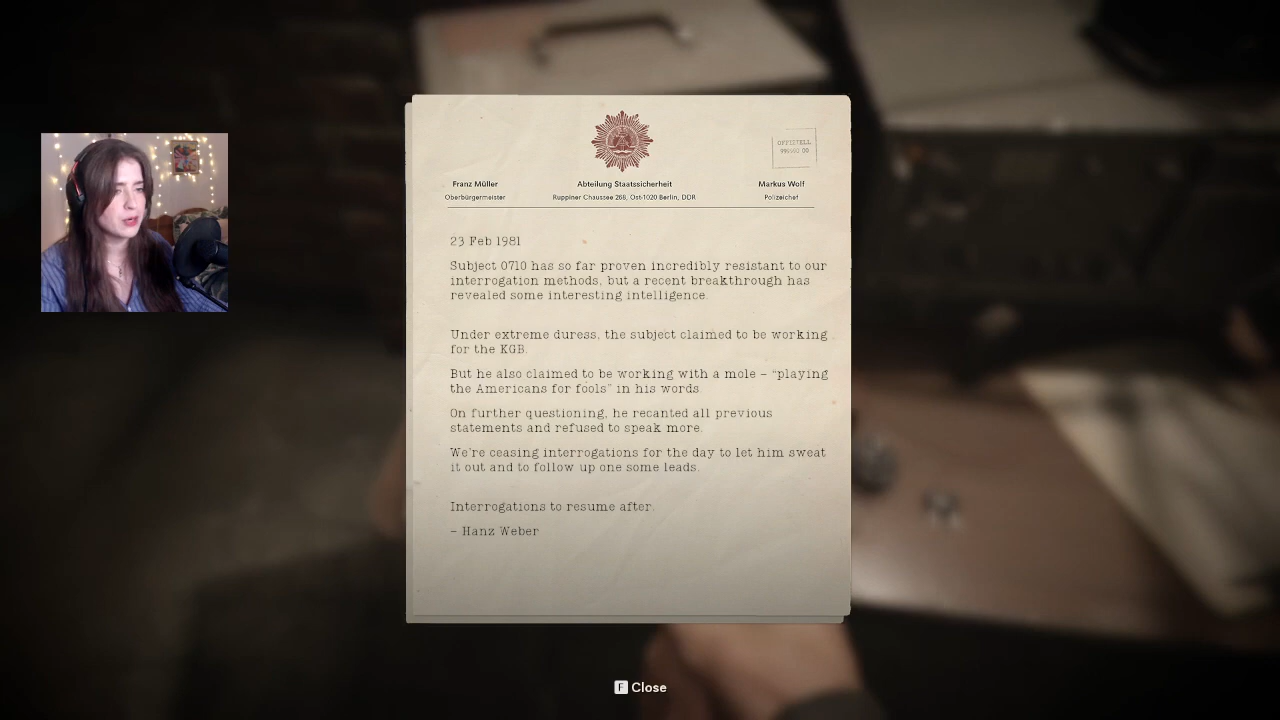 OFFIZIELL
Franz Müller
Abteilung Staatssicherheit
Markus Wolf
Oberbürgermeister
Ruppiner Chaussee 268, Ost-1020 Berlin, DDR
Polizeichef
23 Feb 1981
Subject 0710 has so far proven incredibly resistant to our
interrogation methods, but a recent breakthrough has
revealed some interesting intelligence.
Under extreme duress, the subject claimed to be working
for the KGB.
But he also claimed to be working with a mole – “playing
the Americans for fools” in his words.
On further questioning, he recanted all previous
statements and refused to speak more.
We're ceasing interrogations for the day to let him sweat
it out and to follow up one some leads.
Interrogations to resume after.
– Hanz Weber
F Close